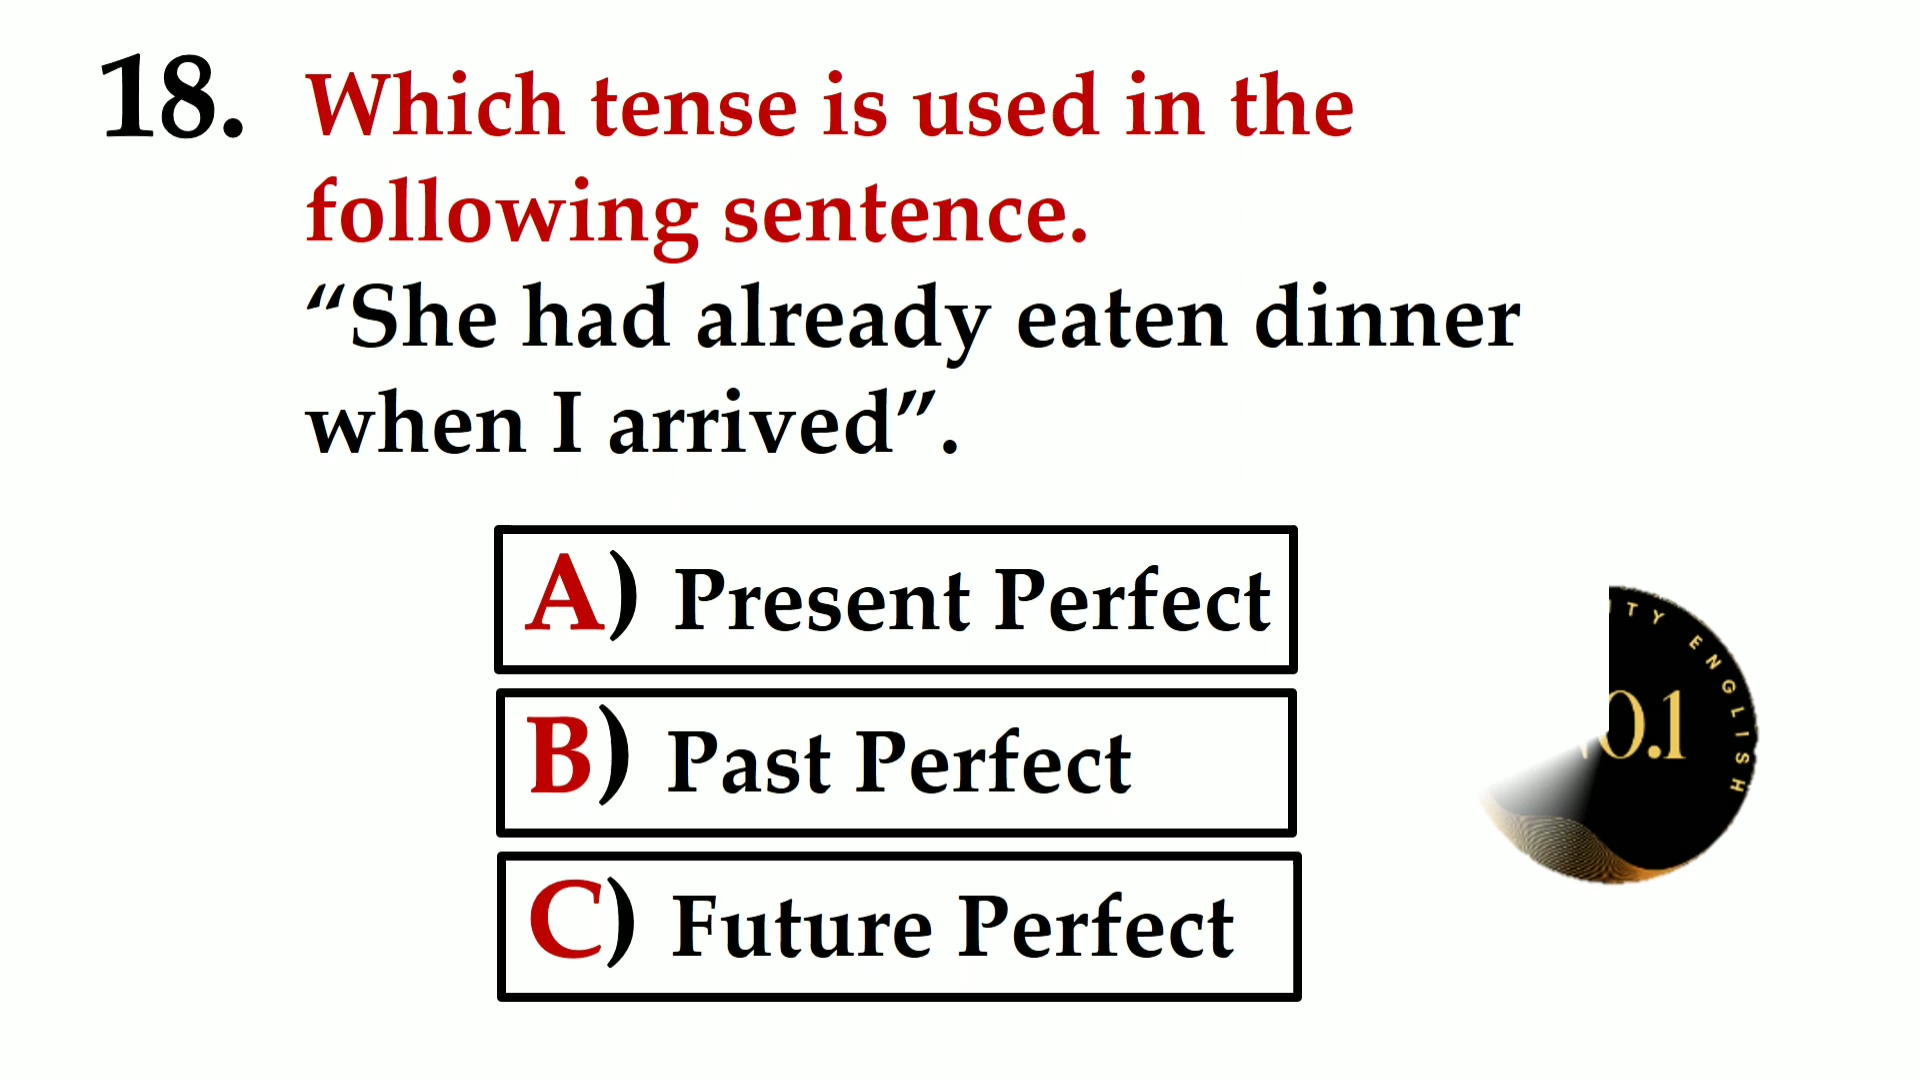 18. Which tense is used in the
following sentence.
“She had already eaten dinner
when I arrived”.
A) Present Perfect
B) Past Perfect
C) Future Perfect
ENGLISH